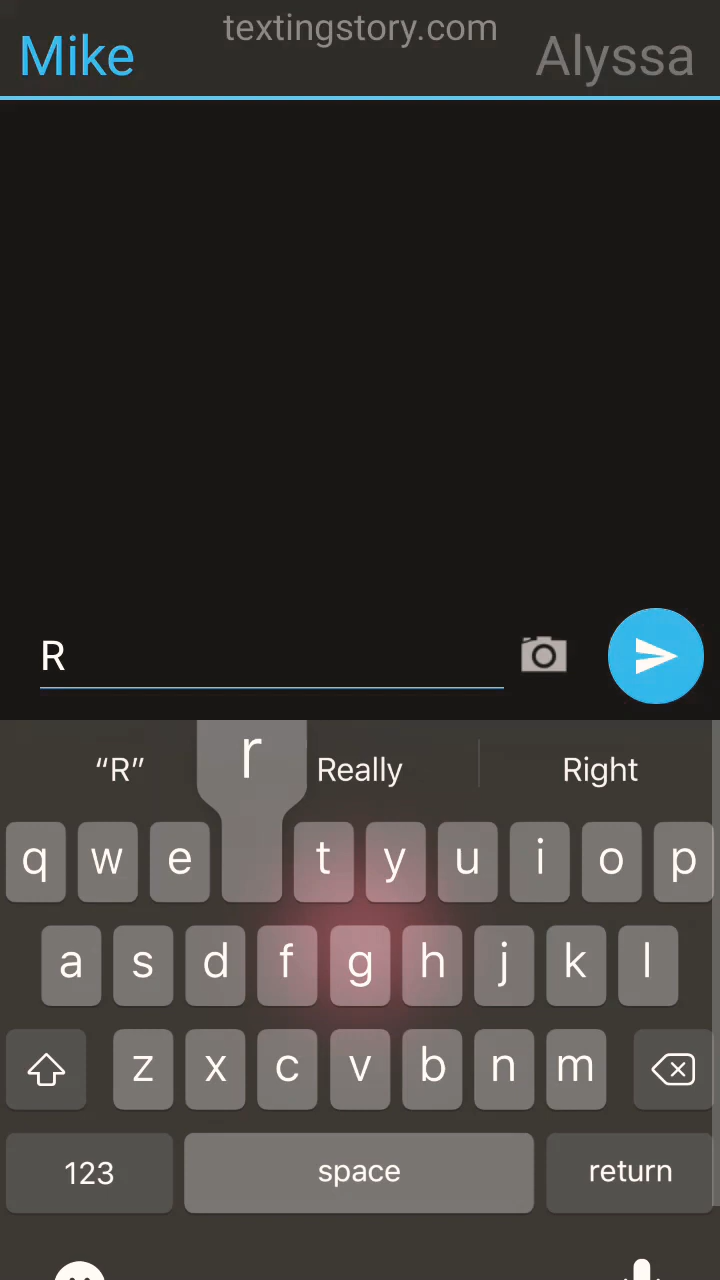 textingstory.com
Mike Alyssa
R
“R” r Really Right
q w e t y u i o p
a s d f g h j k l
z x c v b n m
123 space return